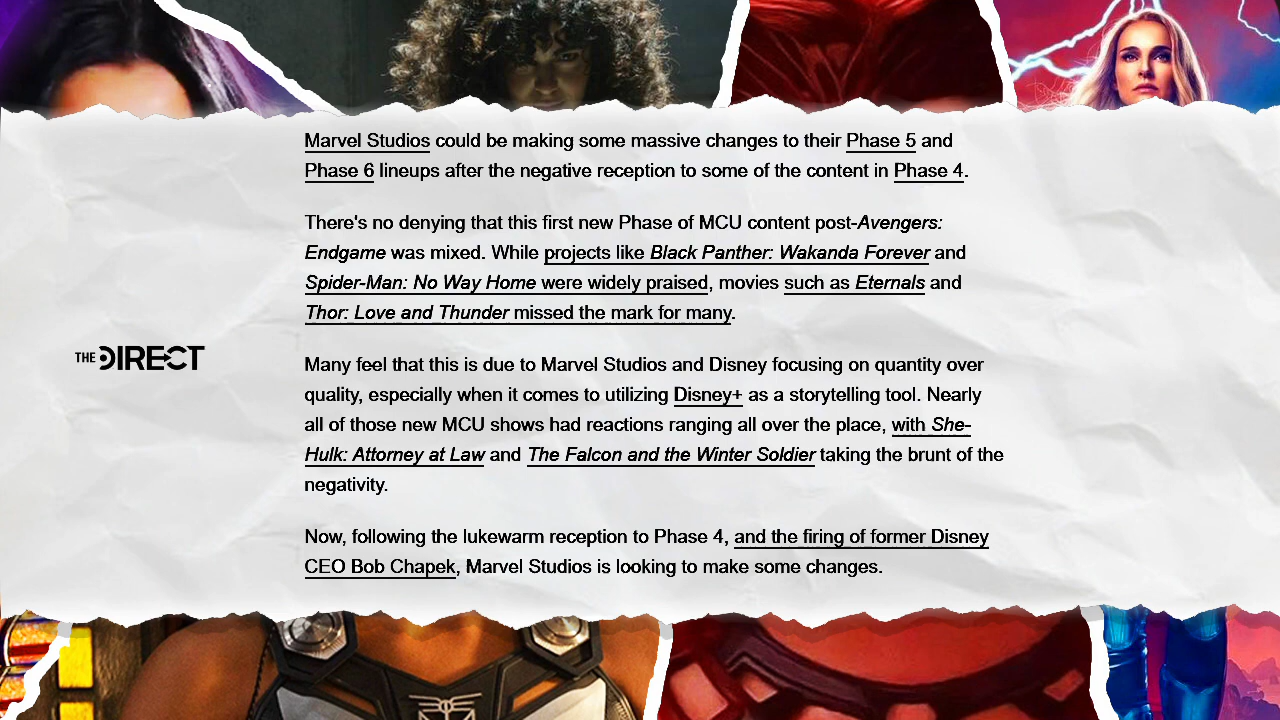 Marvel Studios could be making some massive changes to their Phase 5 and
Phase 6 lineups after the negative reception to some of the content in Phase 4.
There's no denying that this first new Phase of MCU content post-Avengers:
Endgame was mixed. While projects like Black Panther: Wakanda Forever and
Spider-Man: No Way Home were widely praised, movies such as Eternals and
Thor: Love and Thunder missed the mark for many.
THE DIRECT
Many feel that this is due to Marvel Studios and Disney focusing on quantity over
quality, especially when it comes to utilizing Disney+ as a storytelling tool. Nearly
all of those new MCU shows had reactions ranging all over the place, with She-
Hulk: Attorney at Law and The Falcon and the Winter Soldier taking the brunt of the
negativity.
Now, following the lukewarm reception to Phase 4, and the firing of former Disney
CEO Bob Chapek, Marvel Studios is looking to make some changes.